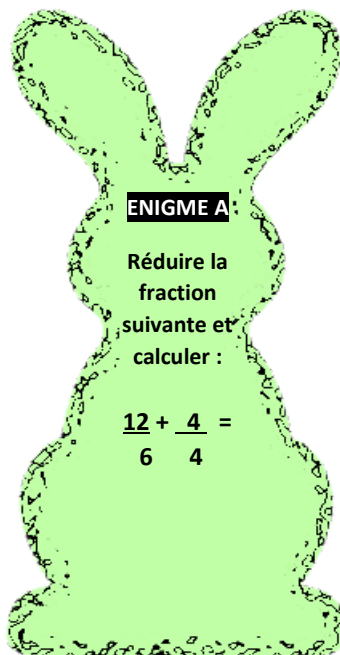 ENIGME A
Réduire la
fraction
suivante et
calculer :
12 + 4 =
6 4